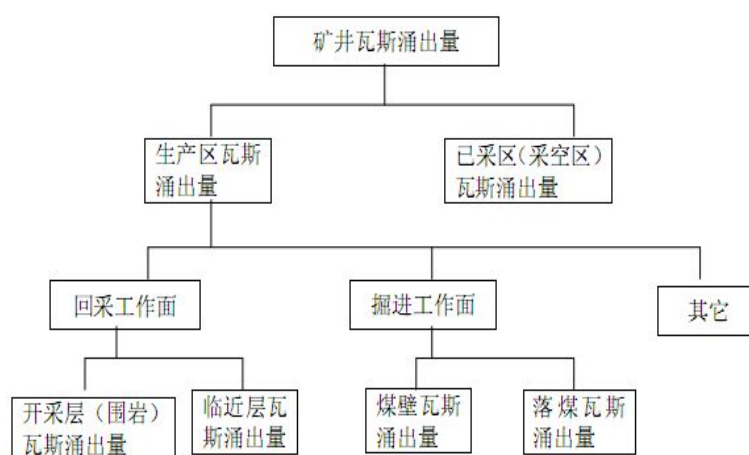 矿井瓦斯涌出量
生产区瓦斯
涌出量
已采区(采空区)
瓦斯涌出量
回采工作面
掘进工作面
其它
开采层（围岩）
瓦斯涌出量
临近层瓦
斯涌出量
煤壁瓦斯
涌出量
落煤瓦斯
涌出量